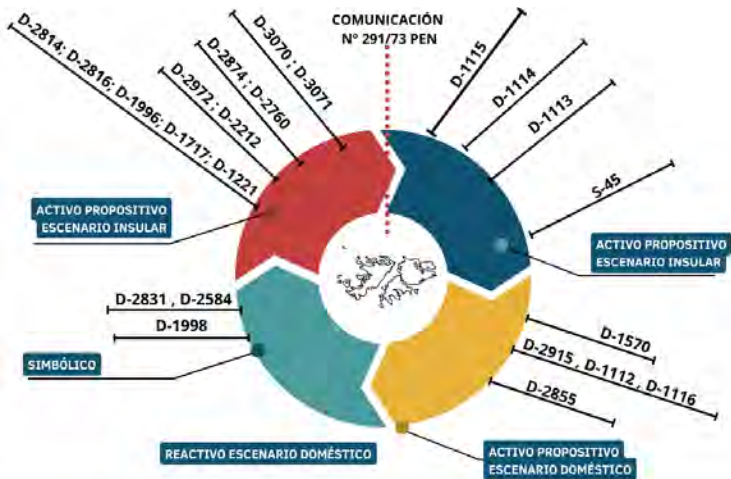 COMUNICACIÓN
N° 291/73 PEN
D-2814; D-2816; D-1996; D-1717; D-1221
D-2972 ; D-2212
D-2874 ; D-2760
D-3070 ; D-3071
D-1115
D-1114
D-1113
S-45
ACTIVO PROPOSITIVO
ESCENARIO INSULAR
ACTIVO PROPOSITIVO
ESCENARIO INSULAR
D-2831 , D-2584
D-1998
SIMBÓLICO
D-1570
D-2915 , D-1112 , D-1116
D-2855
REACTIVO ESCENARIO DOMÉSTICO
ACTIVO PROPOSITIVO
ESCENARIO DOMÉSTICO